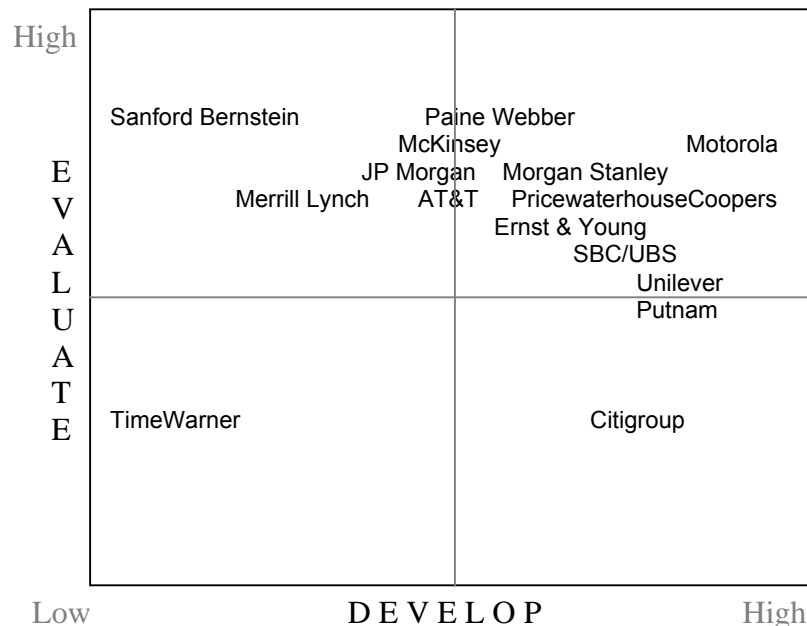 High
Sanford Bernstein Paine Webber
McKinsey Motorola
JP Morgan Morgan Stanley
Merrill Lynch AT&T PricewaterhouseCoopers
Ernst & Young
SBC/UBS
Unilever
Putnam
TimeWarner Citigroup
E
V
A
L
U
A
T
E
Low D E V E L O P High